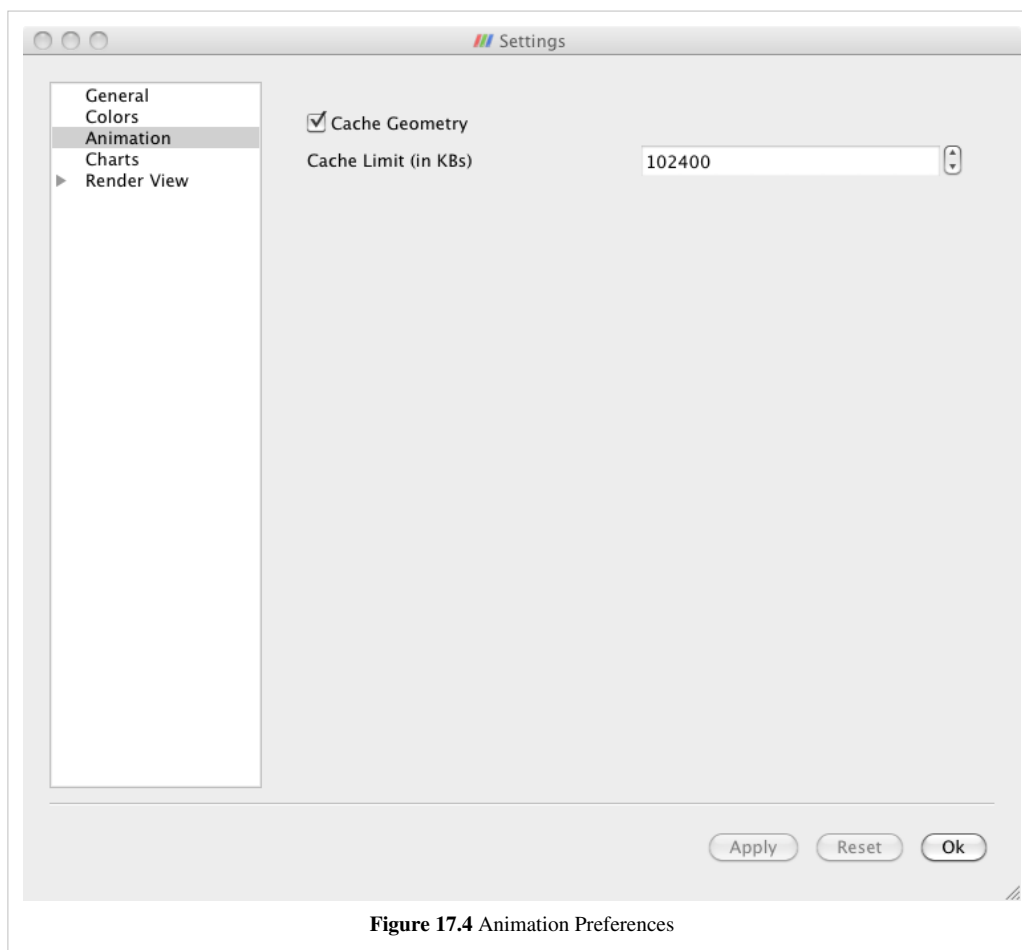 Settings
General
Colors
Animation
Charts
Render View
Cache Geometry
Cache Limit (in KBs) 102400
Apply Reset Ok
Figure 17.4 Animation Preferences